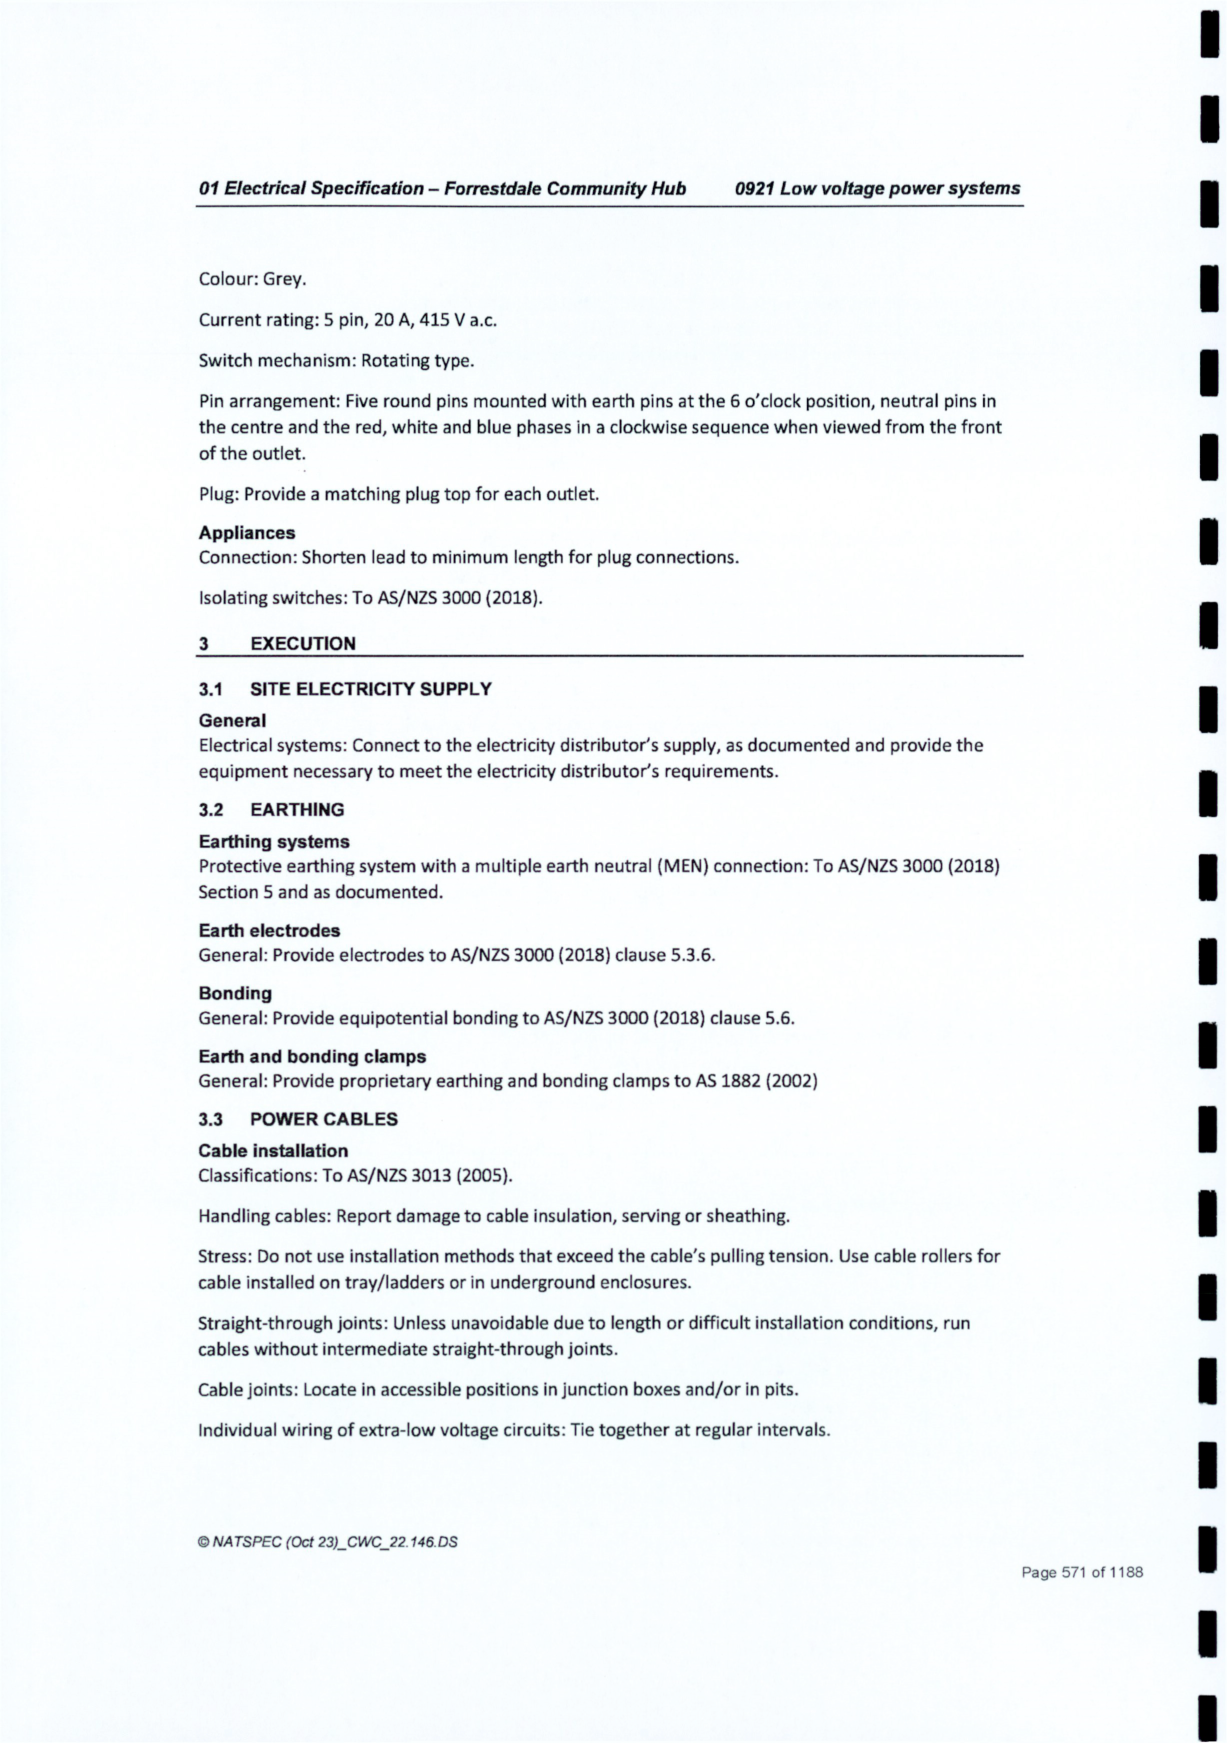 01 Electrical Specification – Forrestdale Community Hub 0921 Low voltage power systems
Colour: Grey.
Current rating: 5 pin, 20 A, 415 V a.c.
Switch mechanism: Rotating type.
Pin arrangement: Five round pins mounted with earth pins at the 6 o’clock position, neutral pins in
the centre and the red, white and blue phases in a clockwise sequence when viewed from the front
of the outlet.
Plug: Provide a matching plug top for each outlet.
Appliances
Connection: Shorten lead to minimum length for plug connections.
Isolating switches: To AS/NZS 3000 (2018).
3 EXECUTION
3.1 SITE ELECTRICITY SUPPLY
General
Electrical systems: Connect to the electricity distributor’s supply, as documented and provide the
equipment necessary to meet the electricity distributor’s requirements.
3.2 EARTHING
Earthing systems
Protective earthing system with a multiple earth neutral (MEN) connection: To AS/NZS 3000 (2018)
Section 5 and as documented.
Earth electrodes
General: Provide electrodes to AS/NZS 3000 (2018) clause 5.3.6.
Bonding
General: Provide equipotential bonding to AS/NZS 3000 (2018) clause 5.6.
Earth and bonding clamps
General: Provide proprietary earthing and bonding clamps to AS 1882 (2002)
3.3 POWER CABLES
Cable installation
Classifications: To AS/NZS 3013 (2005).
Handling cables: Report damage to cable insulation, serving or sheathing.
Stress: Do not use installation methods that exceed the cable’s pulling tension. Use cable rollers for
cable installed on tray/ladders or in underground enclosures.
Straight-through joints: Unless unavoidable due to length or difficult installation conditions, run
cables without intermediate straight-through joints.
Cable joints: Locate in accessible positions in junction boxes and/or in pits.
Individual wiring of extra-low voltage circuits: Tie together at regular intervals.
© NATSPEC (Oct 23)_CWC_22.146.DS
Page 571 of 1188